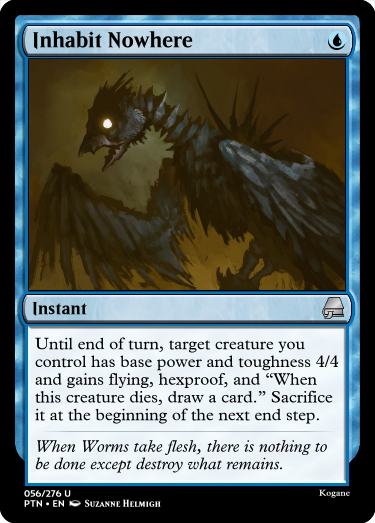 Inhabit Nowhere
Instant
Until end of turn, target creature you
control has base power and toughness 4/4
and gains flying, hexproof, and “When
this creature dies, draw a card.” Sacrifice
it at the beginning of the next end step.
When Worms take flesh, there is nothing to
be done except destroy what remains.
056/276 U
Kogane
PTN • EN Suzanne Helmigh